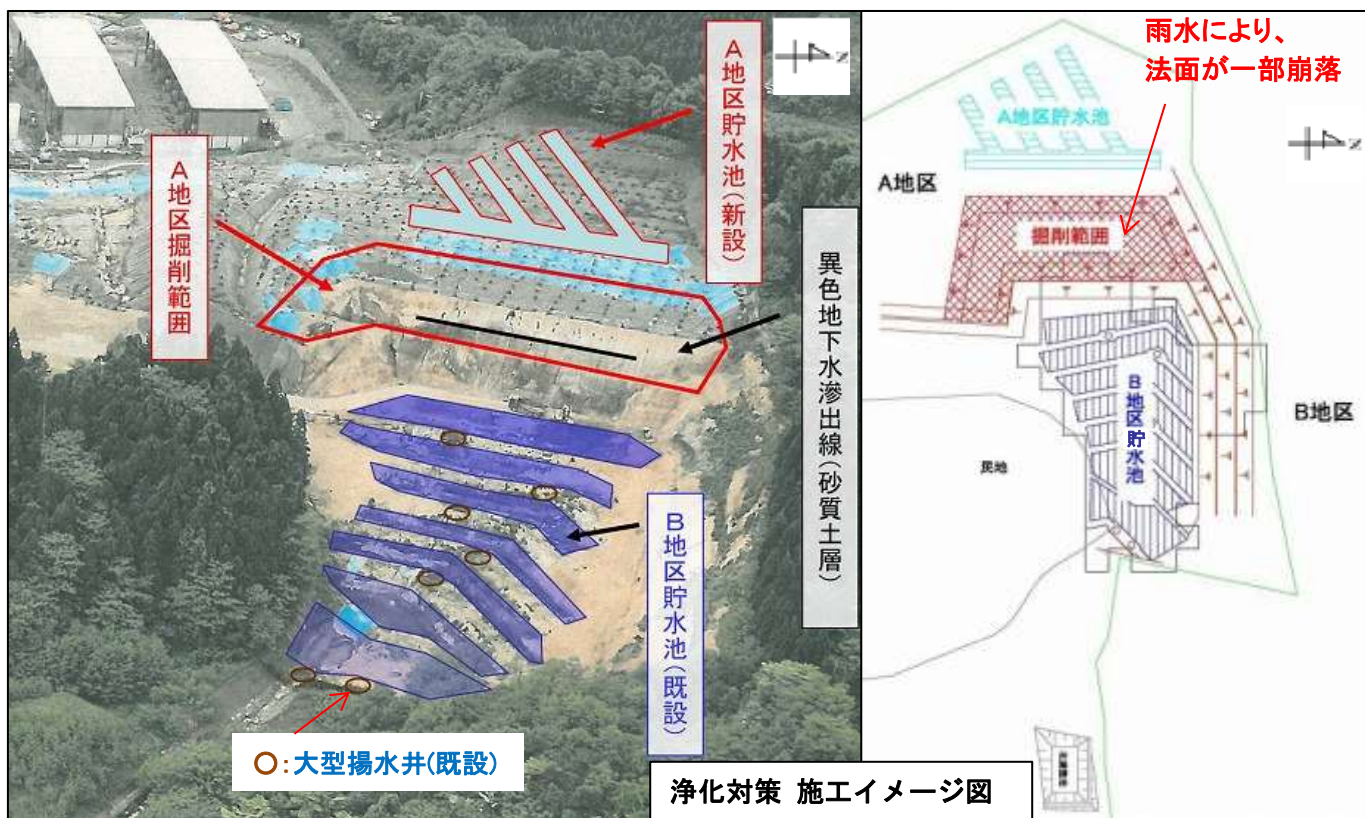 A地区貯水池(新設)
N
A地区掘削範囲
異色地下水滲出線(砂質土層)
B地区貯水池(既設)
○:大型揚水井(既設)
浄化対策 施工イメージ図
雨水により、
法面が一部崩落
N
A地区貯水池
A地区
掘削範囲
B地区貯水池
B地区
民地